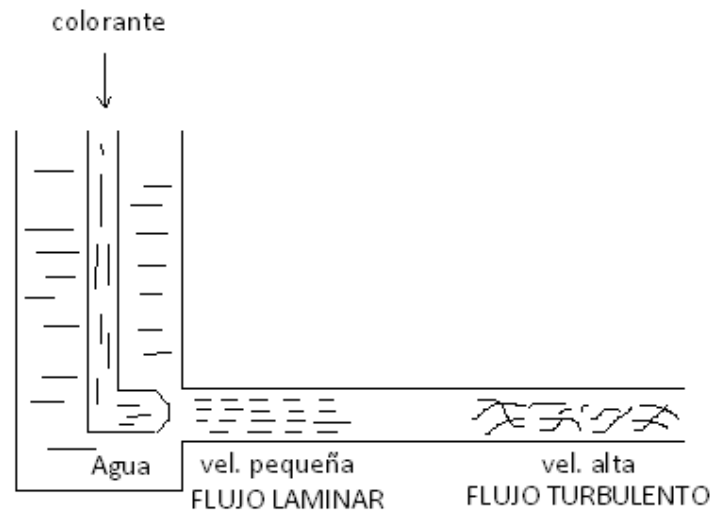 colorante
Agua
vel. pequeña
FLUJO LAMINAR
vel. alta
FLUJO TURBULENTO